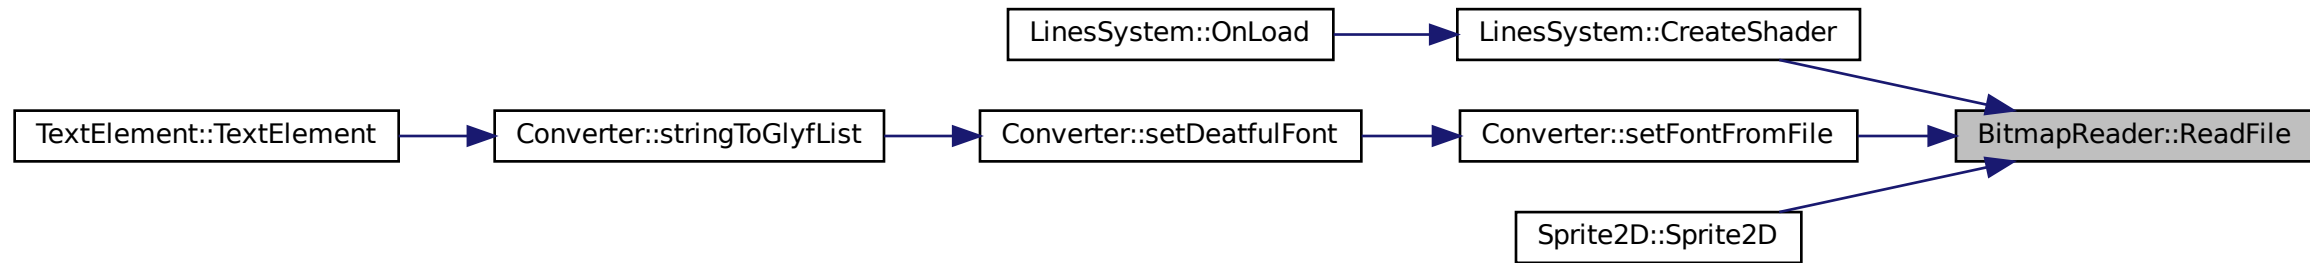 LinesSystem::OnLoad
LinesSystem::CreateShader
TextElement::TextElement
Converter::stringToGlyfList
Converter::setDeatfulFont
Converter::setFontFromFile
BitmapReader::ReadFile
Sprite2D::Sprite2D